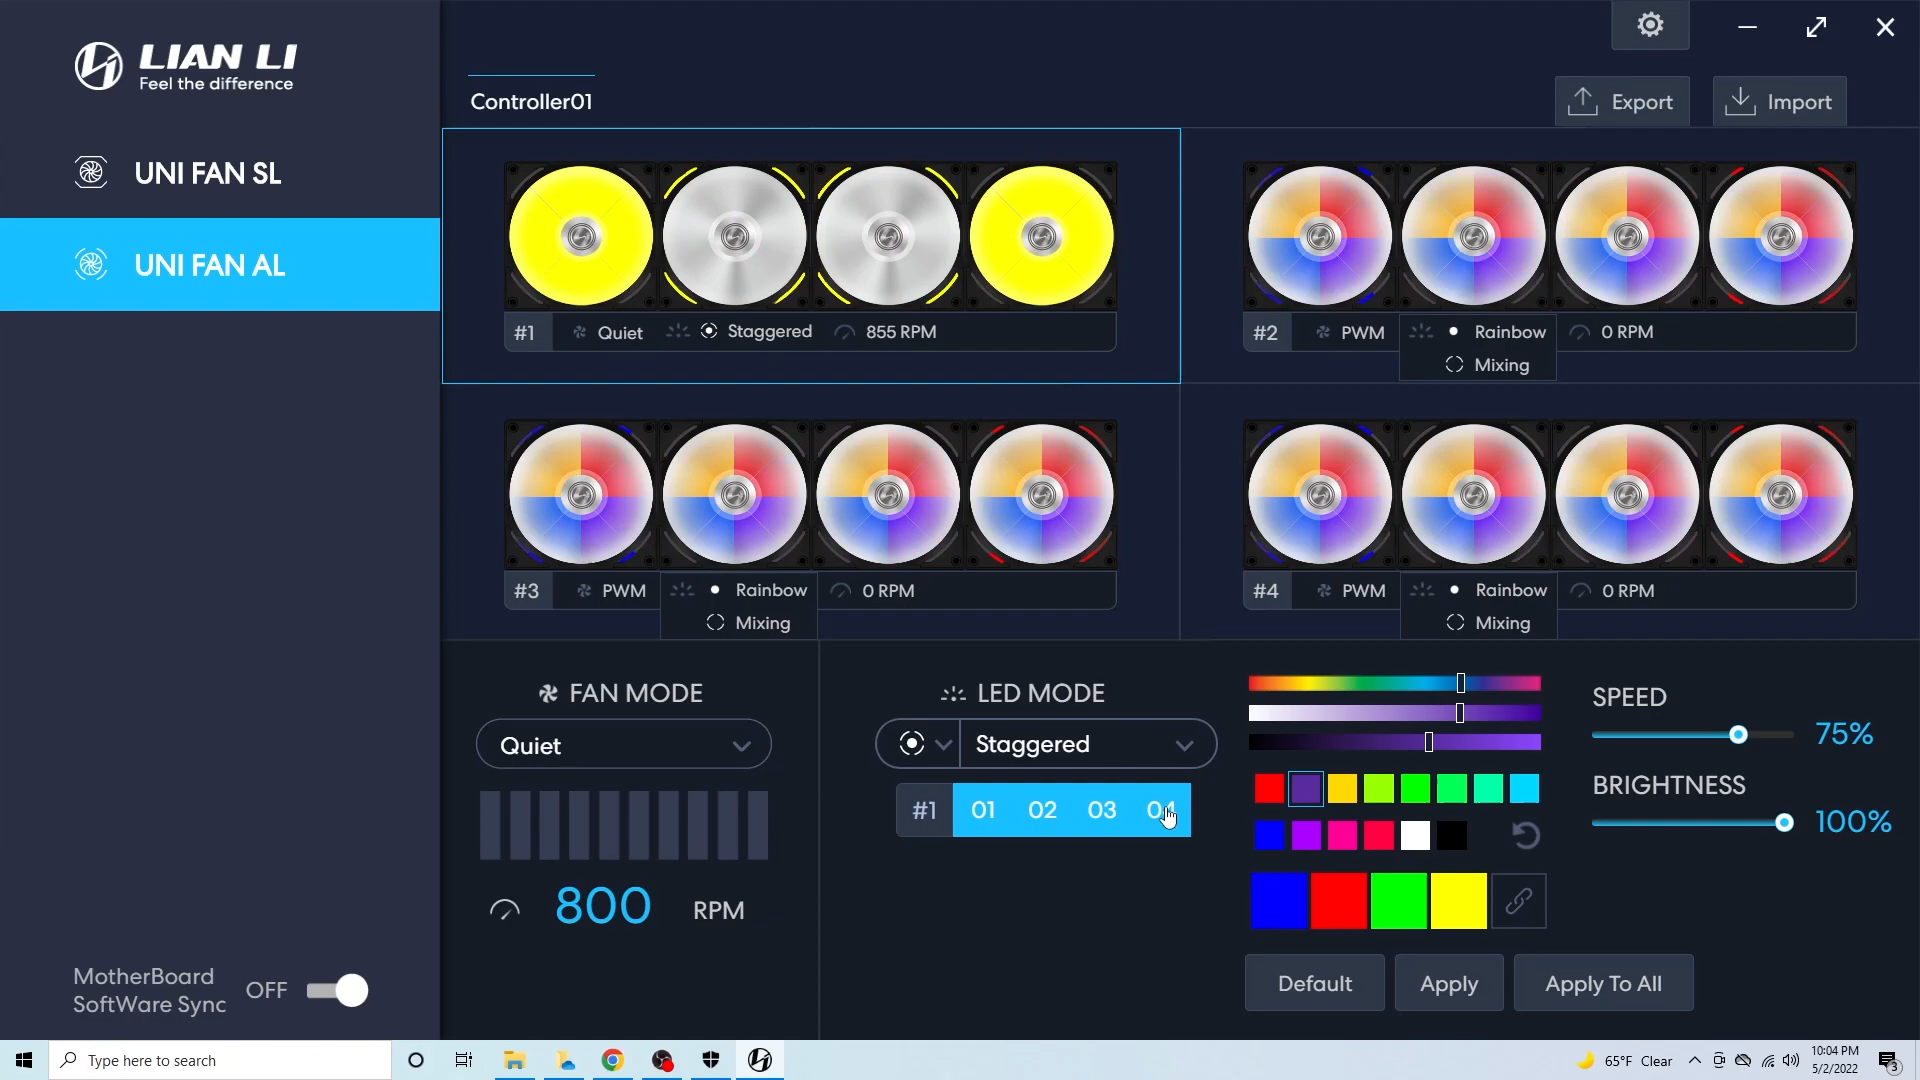 LIAN LI
Feel the difference
UNI FAN SL
UNI FAN AL
MotherBoard
SoftWare Sync
OFF
Controller01
Export
Import
#1 Quiet Staggered 855 RPM
#2 PWM Rainbow 0 RPM
Mixing
#3 PWM Rainbow 0 RPM
Mixing
#4 PWM Rainbow 0 RPM
Mixing
FAN MODE
Quiet
800 RPM
LED MODE
Staggered
#1 01 02 03 04
SPEED
75%
BRIGHTNESS
100%
Default
Apply
Apply To All
Type here to search
65°F Clear
10:04 PM
5/2/2022
3